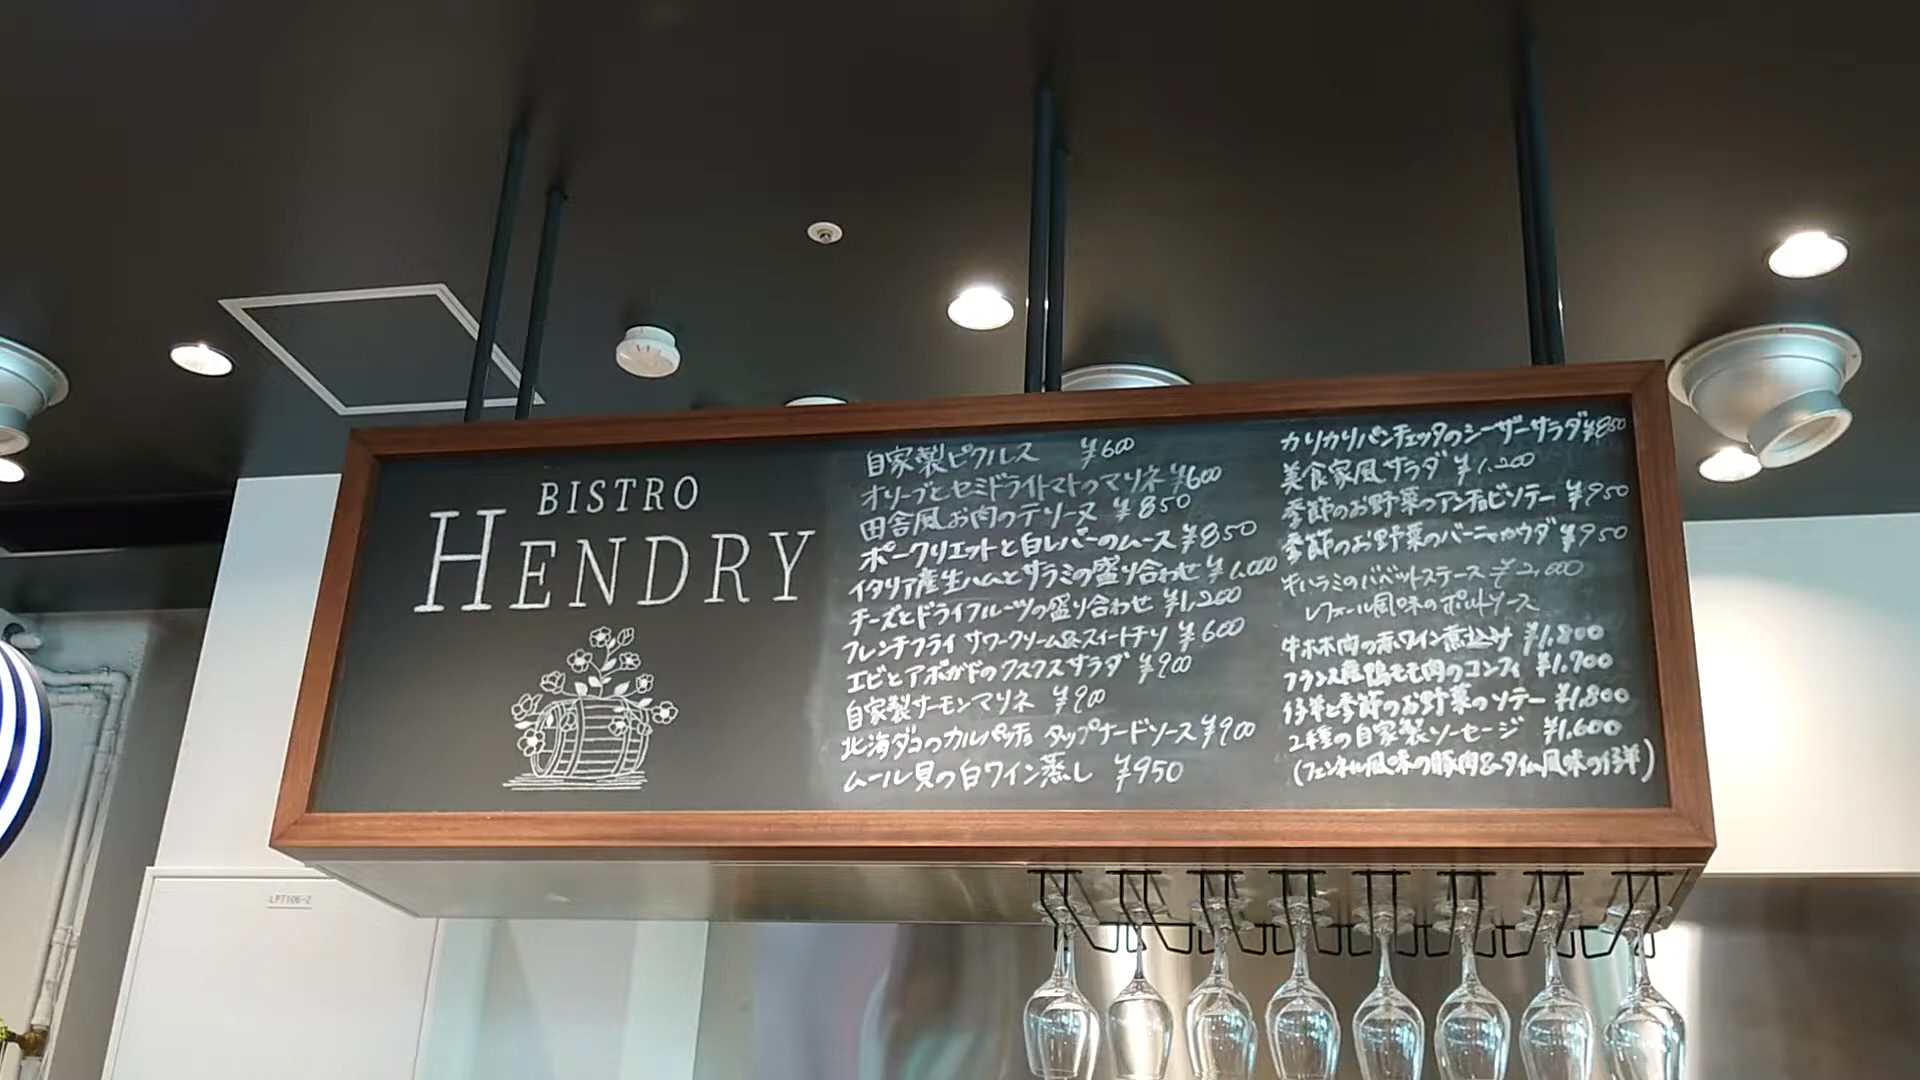 BISTRO
HENDRY
自家製ピクルス ¥600
オリーブとセミドライトマトのマリネ ¥600
田舎風お肉のテリーヌ ¥850
ポークリエットと白レバーのムース ¥850
イタリア産生ハムとサラミの盛り合わせ ¥1,000
チーズとドライフルーツの盛り合わせ ¥1,200
フレンチフライ サワークリーム&スイートチリ ¥600
エビとアボガドのクスクスサラダ ¥900
自家製サーモンマリネ ¥900
北海ダコのカルパッチョ タップナードソース ¥900
ムール貝の白ワイン蒸し ¥950
カリカリパンチェッタのシーザーサラダ ¥850
美食家風サラダ ¥1,200
季節のお野菜のアンチョビソテー ¥950
季節のお野菜のバーニャカウダ ¥950
牛ハラミのバベットステース ¥2,000
レフォール風味のポルトソース
牛ホホ肉の赤ワイン煮込み ¥1,800
フランス産鴨モモ肉のコンフィ ¥1,700
仔羊と季節のお野菜のソテー ¥1,800
2種の自家製ソーセージ ¥1,600
(フェンネル風味の豚肉&タイム風味の仔羊)
LPT106-2